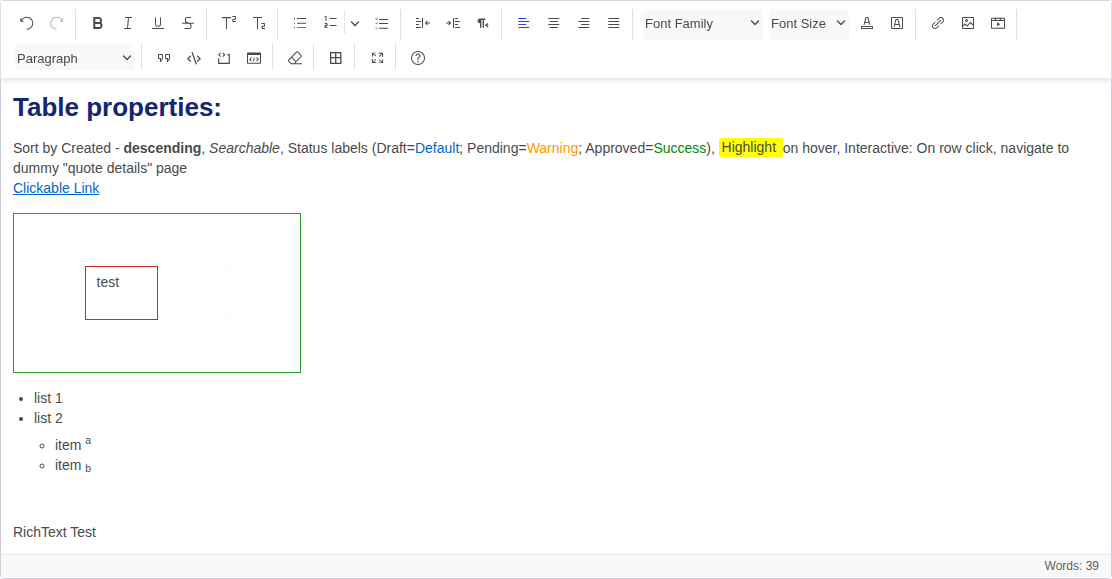 Font Family Font Size
Paragraph
Table properties:
Sort by Created - descending, Searchable, Status labels (Draft=Default; Pending=Warning; Approved=Success), Highlight on hover, Interactive: On row click, navigate to
dummy "quote details" page
Clickable Link
test
list 1
list 2
item a
item b
RichText Test
Words: 39